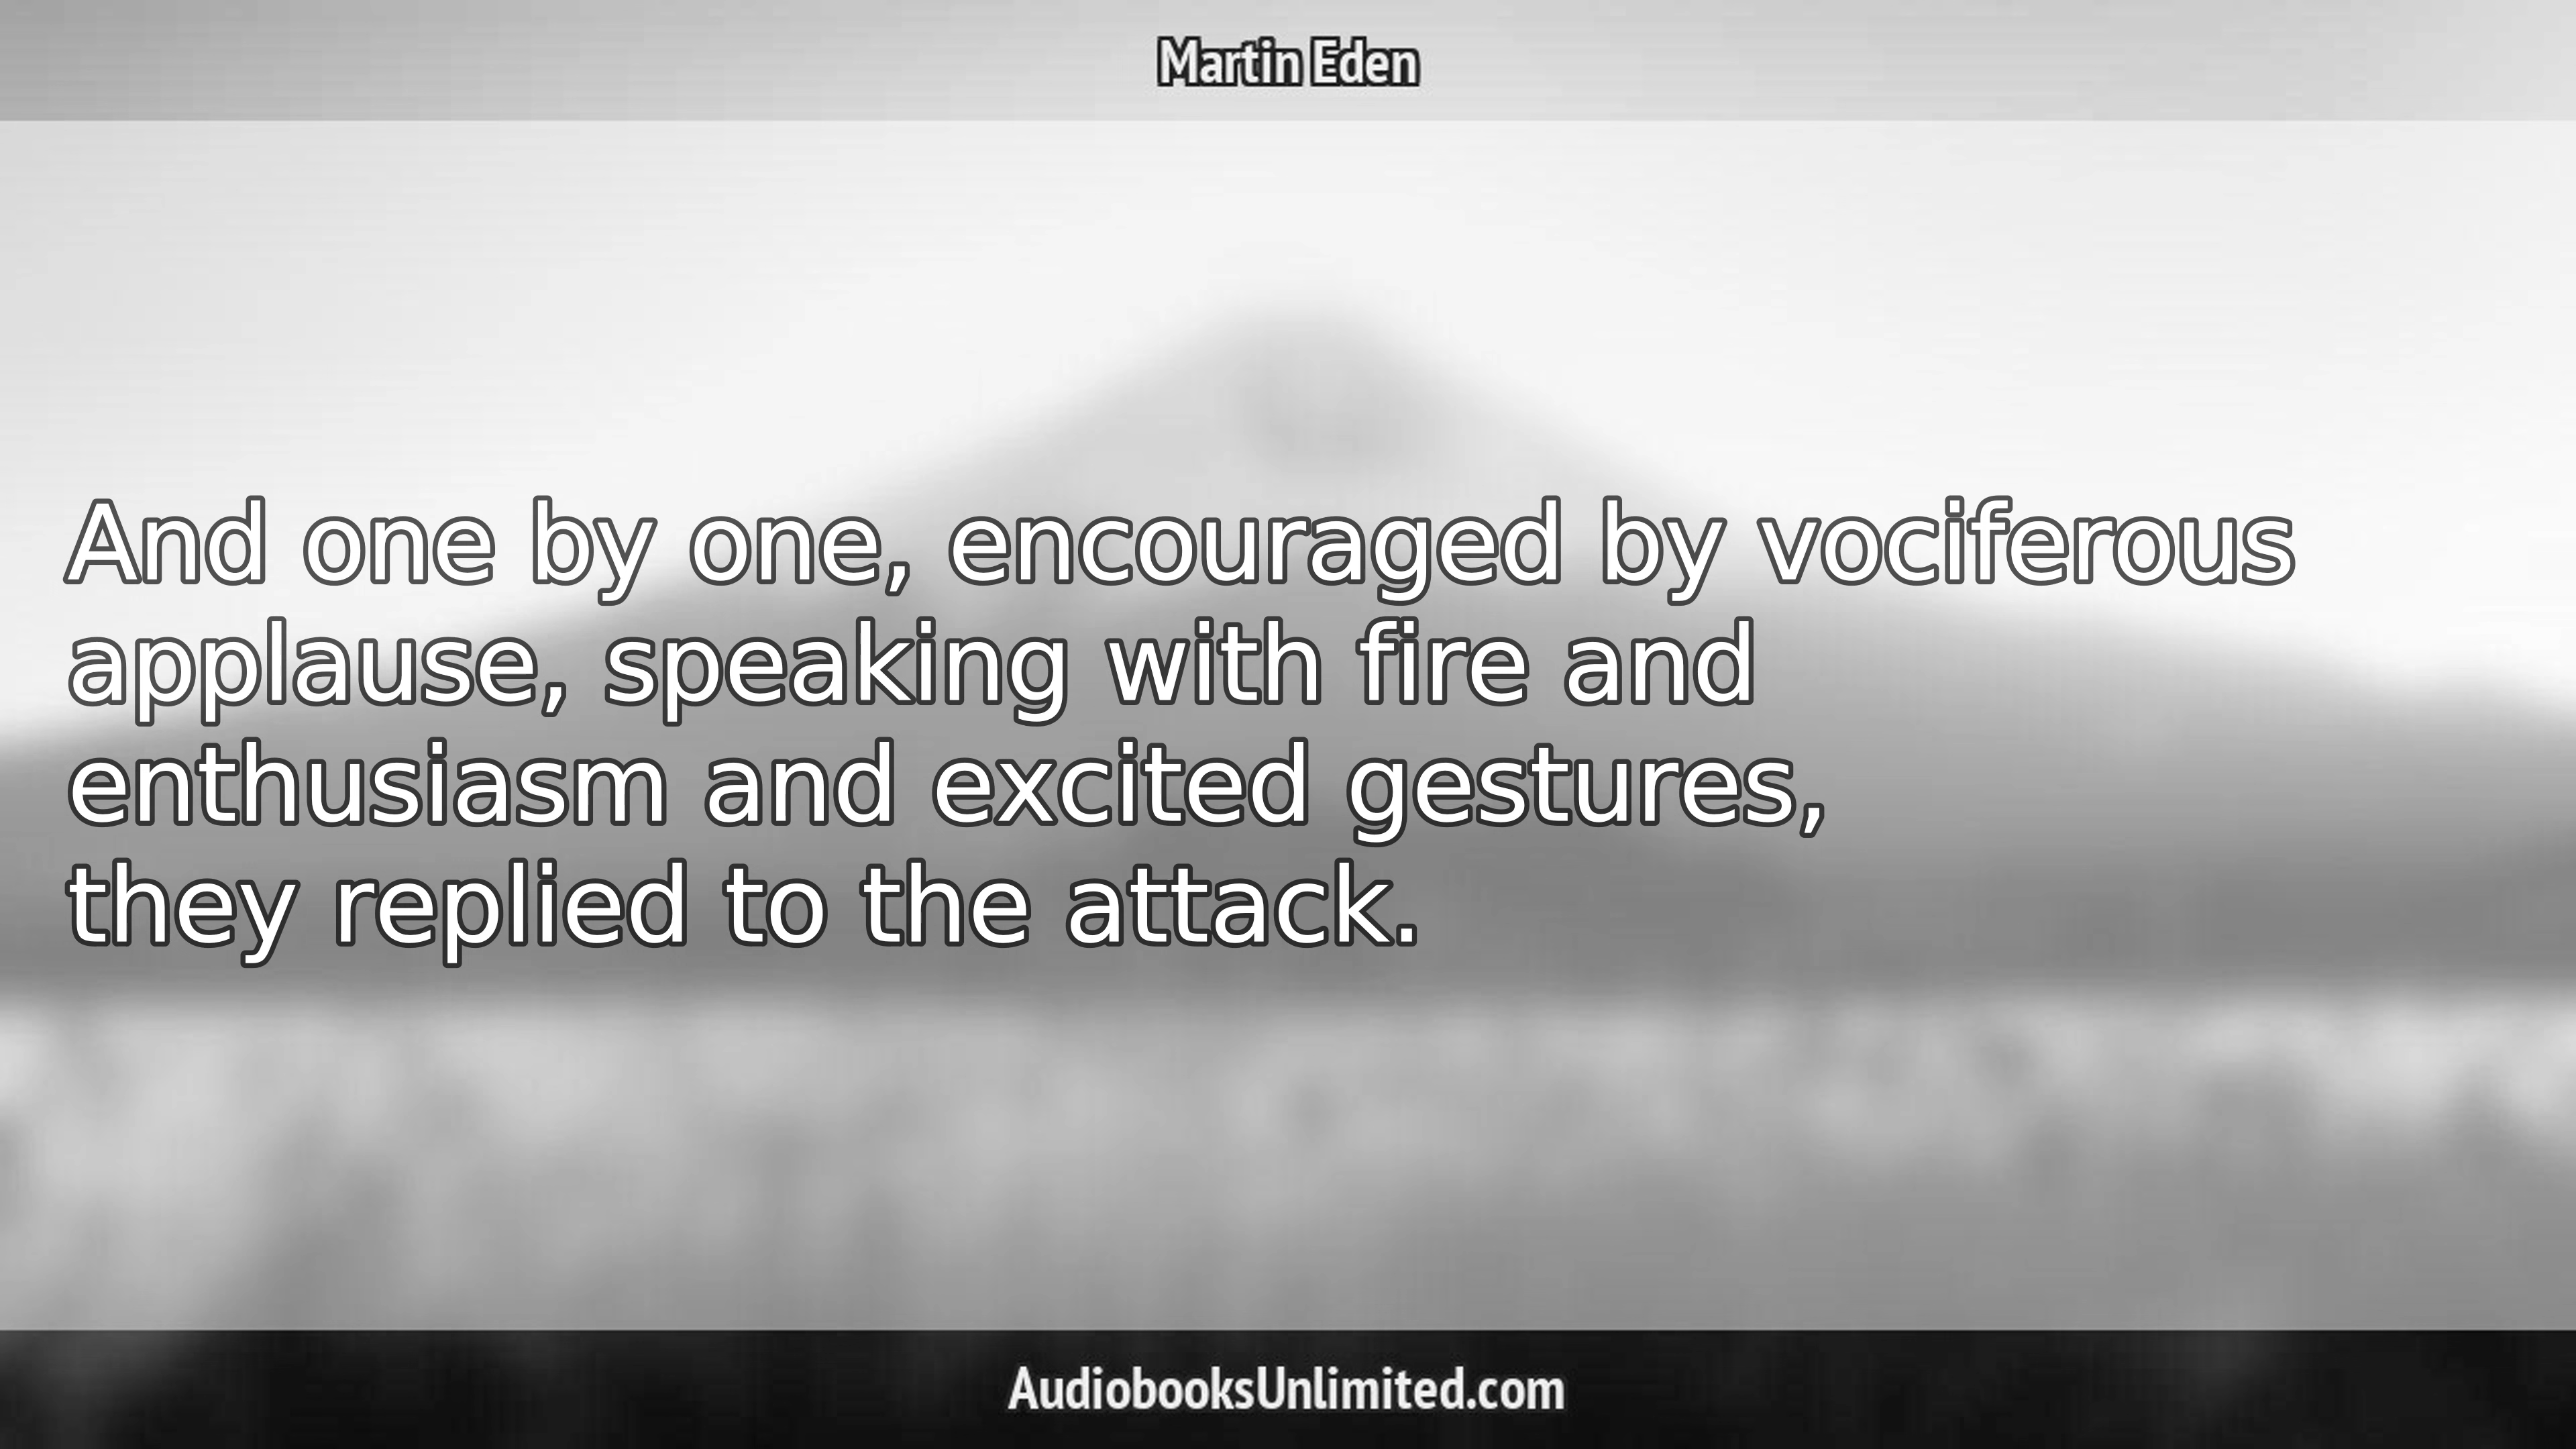 Martin Eden
And one by one, encouraged by vociferous
applause, speaking with fire and
enthusiasm and excited gestures,
they replied to the attack.
AudiobooksUnlimited.com